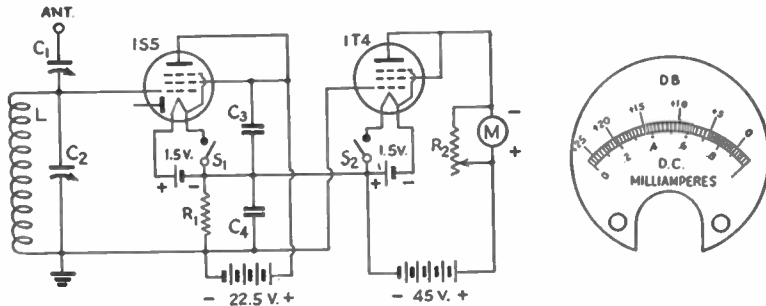 ANT.
C1
L
C2
1S5
C3
S1
1.5 V.
+ -
R1
C4
- 22.5 V. +
1T4
S2
1.5V.
+ -
R2
M
-
+
- 45 V. +
DB
+25 +20 +15 +10 +5 0
0 .2 .4 .6 .8 1
D.C.
MILLIAMPERES